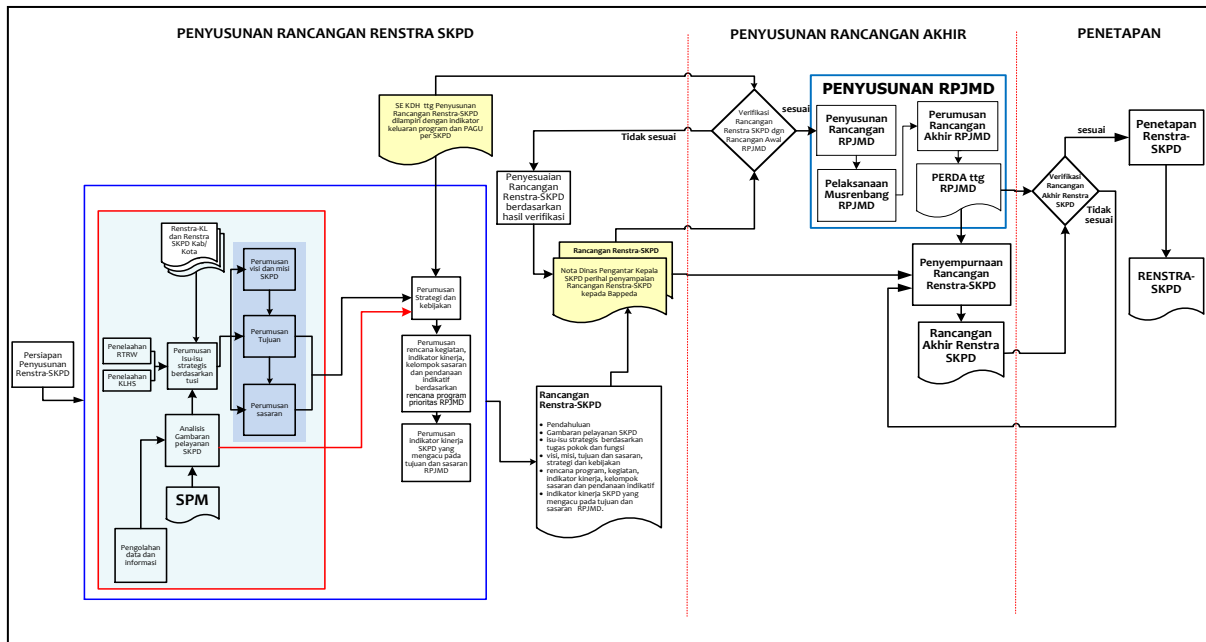 PENYUSUNAN RANCANGAN RENSTRA SKPD
PENYUSUNAN RANCANGAN AKHIR
PENETAPAN
SE KDH ttg Penyusunan
Rancangan Renstra-SKPD
dilampiri dengan indikator
keluaran program dan PAGU
per SKPD
Tidak sesuai
Verifikasi
Rancangan
Renstra SKPD dgn
Rancangan Awal
RPJMD
sesuai
PENYUSUNAN RPJMD
Penyusunan
Rancangan
RPJMD
Perumusan
Rancangan
Akhir RPJMD
Pelaksanaan
Musrenbang
RPJMD
PERDA ttg
RPJMD
sesuai
Penetapan
Renstra-
SKPD
Verifikasi
Rancangan
Akhir Renstra
SKPD
Tidak
sesuai
RENSTRA-
SKPD
Penyesuaian
Rancangan
Renstra-SKPD
berdasarkan
hasil verifikasi
Rancangan Renstra-SKPD
Nota Dinas Pengantar Kepala
SKPD perihal penyampaian
Rancangan Renstra-SKPD
kepada Bappeda
Penyempurnaan
Rancangan
Renstra-SKPD
Rancangan
Akhir Renstra
SKPD
Renstra-KL
dan Renstra
SKPD Kab/
Kota
Perumusan
visi dan misi
SKPD
Perumusan
Tujuan
Perumusan
sasaran
Persiapan
Penyusunan
Renstra-SKPD
Penelaahan
RTRW
Penelaahan
KLHS
Perumusan
Isu-isu
strategis
berdasarkan
tusi
Analisis
Gambaran
pelayanan
SKPD
SPM
Pengolahan
data dan
informasi
Perumusan
Strategi dan
kebijakan
Perumusan
rencana kegiatan,
indikator kinerja,
kelompok sasaran
dan pendanaan
indikatif
berdasarkan
rencana program
prioritas RPJMD
Perumusan
indikator kinerja
SKPD yang
mengacu pada
tujuan dan sasaran
RPJMD
Rancangan
Renstra-SKPD
• Pendahuluan
• Gambaran pelayanan SKPD
• isu-isu strategis berdasarkan
tugas pokok dan fungsi
• visi, misi, tujuan dan sasaran,
strategi dan kebijakan
• rencana program, kegiatan,
indikator kinerja, kelompok
sasaran dan pendanaan indikatif
• indikator kinerja SKPD yang
mengacu pada tujuan dan
sasaran RPJMD.